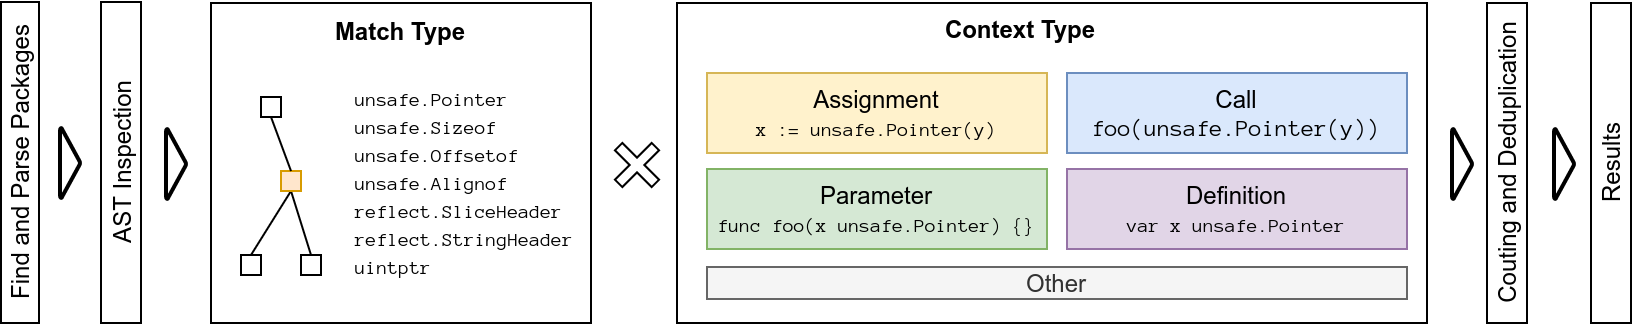 Find and Parse Packages
AST Inspection
Match Type
unsafe.Pointer
unsafe.Sizeof
unsafe.Offsetof
unsafe.Alignof
reflect.SliceHeader
reflect.StringHeader
uintptr
Context Type
Assignment
x := unsafe.Pointer(y)
Call
foo(unsafe.Pointer(y))
Parameter
func foo(x unsafe.Pointer) {}
Definition
var x unsafe.Pointer
Other
Couting and Deduplication
Results